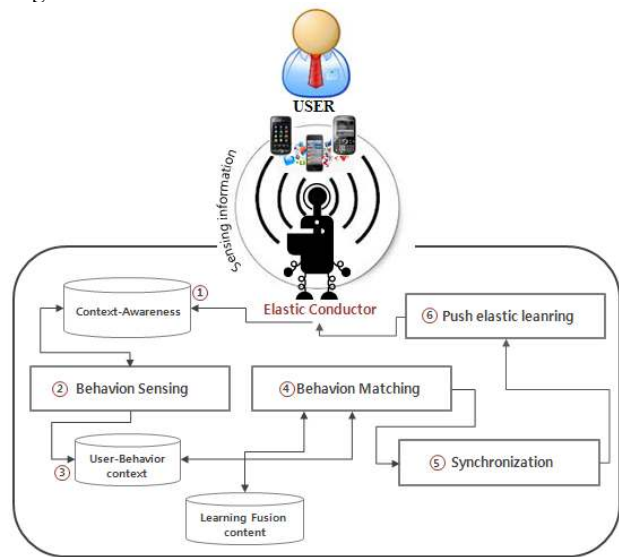 USER
Sensing information
Context-Awareness
①
Elastic Conductor
⑥ Push elastic leanring
② Behavion Sensing
④ Behavion Matching
③
User-Behavior
context
⑤ Synchronization
Learning Fusion
content